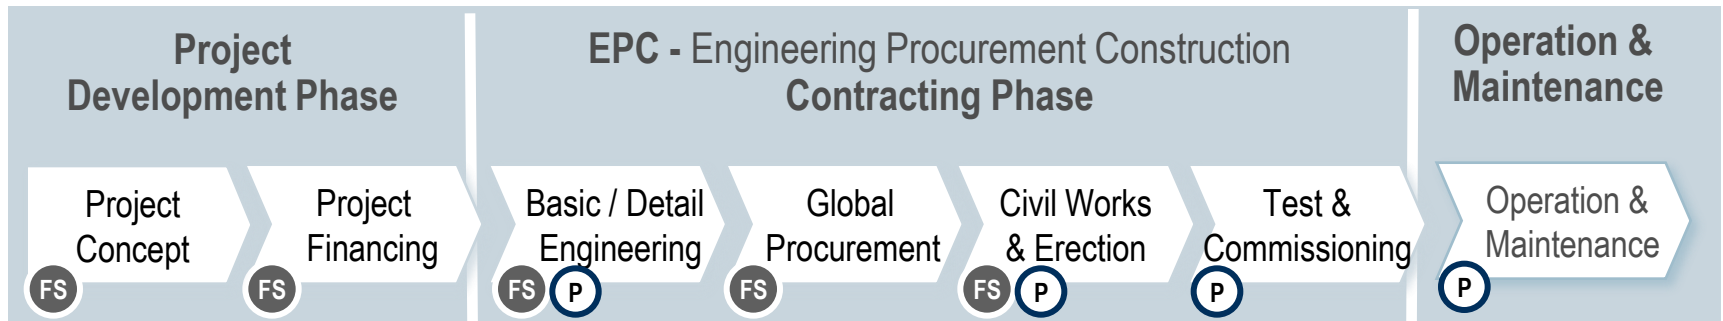 Project
Development Phase
EPC - Engineering Procurement Construction
Contracting Phase
Operation &
Maintenance
Project
Concept
FS
Project
Financing
FS
Basic / Detail
Engineering
FS
P
Global
Procurement
FS
Civil Works
& Erection
FS
P
Test &
Commissioning
P
Operation &
Maintenance
P